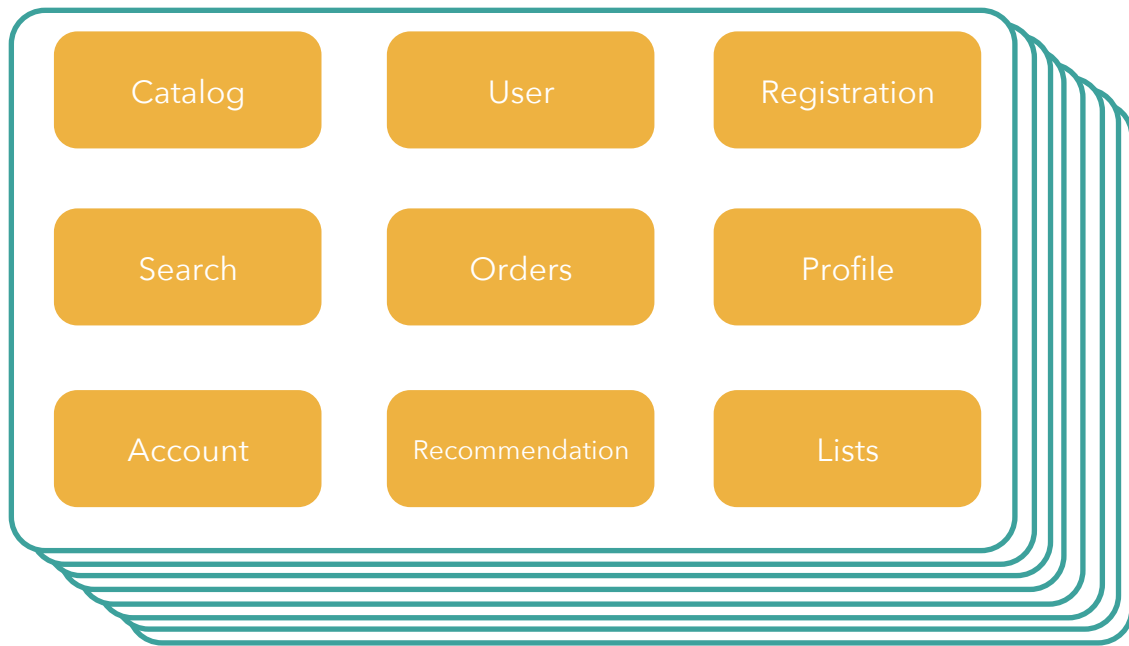 Catalog
User
Registration
Search
Orders
Profile
Account
Recommendation
Lists